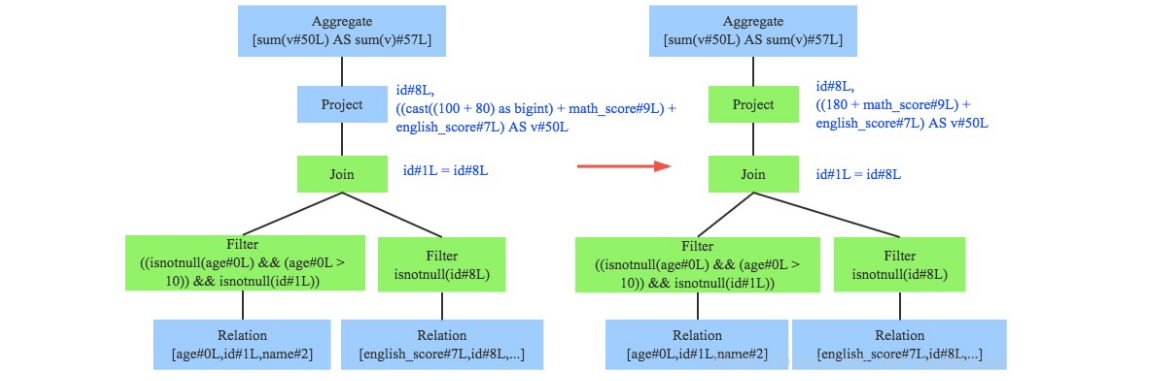 Aggregate
[sum(v#50L) AS sum(v)#57L]
Project
id#8L,
((cast((100 + 80) as bigint) + math_score#9L) +
english_score#7L) AS v#50L
Join
id#1L = id#8L
Filter
((isnotnull(age#0L) && (age#0L >
10)) && isnotnull(id#1L))
Filter
isnotnull(id#8L)
Relation
[age#0L,id#1L,name#2]
Relation
[english_score#7L,id#8L,...]
Aggregate
[sum(v#50L) AS sum(v)#57L]
Project
id#8L,
((180 + math_score#9L) +
english_score#7L) AS v#50L
Join
id#1L = id#8L
Filter
((isnotnull(age#0L) && (age#0L >
10)) && isnotnull(id#1L))
Filter
isnotnull(id#8L)
Relation
[age#0L,id#1L,name#2]
Relation
[english_score#7L,id#8L,...]